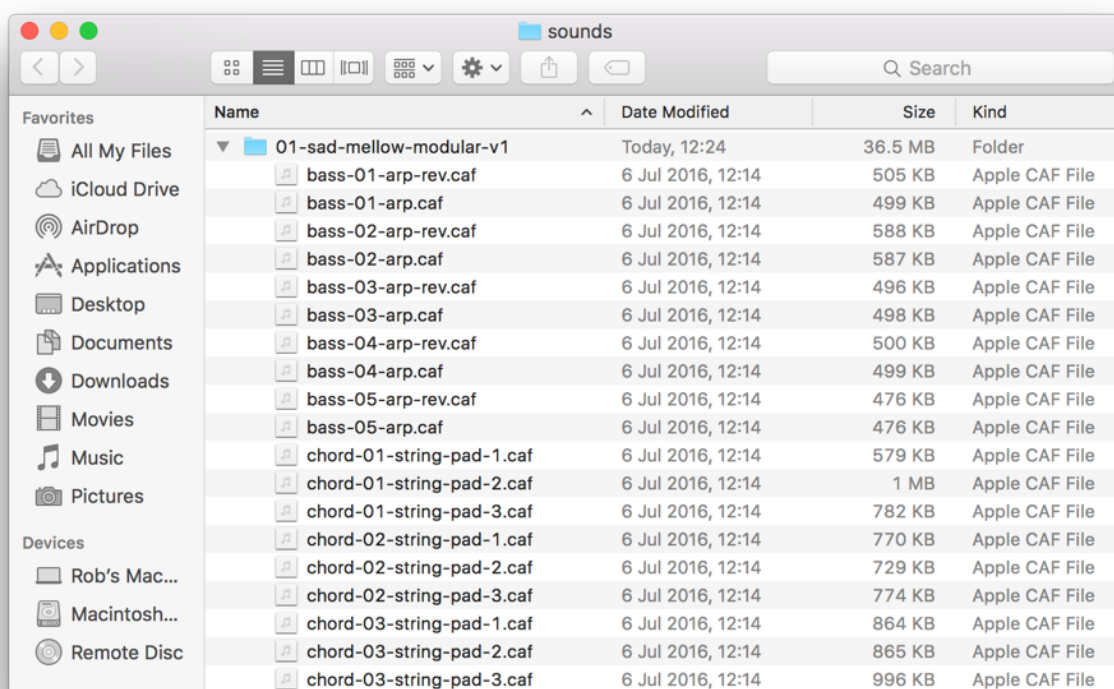 sounds
Search
Favorites
All My Files
iCloud Drive
AirDrop
Applications
Desktop
Documents
Downloads
Movies
Music
Pictures
Devices
Rob's Mac...
Macintosh...
Remote Disc
Name Date Modified Size Kind
01-sad-mellow-modular-v1 Today, 12:24 36.5 MB Folder
bass-01-arp-rev.caf 6 Jul 2016, 12:14 505 KB Apple CAF File
bass-01-arp.caf 6 Jul 2016, 12:14 499 KB Apple CAF File
bass-02-arp-rev.caf 6 Jul 2016, 12:14 588 KB Apple CAF File
bass-02-arp.caf 6 Jul 2016, 12:14 587 KB Apple CAF File
bass-03-arp-rev.caf 6 Jul 2016, 12:14 496 KB Apple CAF File
bass-03-arp.caf 6 Jul 2016, 12:14 498 KB Apple CAF File
bass-04-arp-rev.caf 6 Jul 2016, 12:14 500 KB Apple CAF File
bass-04-arp.caf 6 Jul 2016, 12:14 499 KB Apple CAF File
bass-05-arp-rev.caf 6 Jul 2016, 12:14 476 KB Apple CAF File
bass-05-arp.caf 6 Jul 2016, 12:14 476 KB Apple CAF File
chord-01-string-pad-1.caf 6 Jul 2016, 12:14 579 KB Apple CAF File
chord-01-string-pad-2.caf 6 Jul 2016, 12:14 1 MB Apple CAF File
chord-01-string-pad-3.caf 6 Jul 2016, 12:14 782 KB Apple CAF File
chord-02-string-pad-1.caf 6 Jul 2016, 12:14 770 KB Apple CAF File
chord-02-string-pad-2.caf 6 Jul 2016, 12:14 729 KB Apple CAF File
chord-02-string-pad-3.caf 6 Jul 2016, 12:14 774 KB Apple CAF File
chord-03-string-pad-1.caf 6 Jul 2016, 12:14 864 KB Apple CAF File
chord-03-string-pad-2.caf 6 Jul 2016, 12:14 865 KB Apple CAF File
chord-03-string-pad-3.caf 6 Jul 2016, 12:14 996 KB Apple CAF File